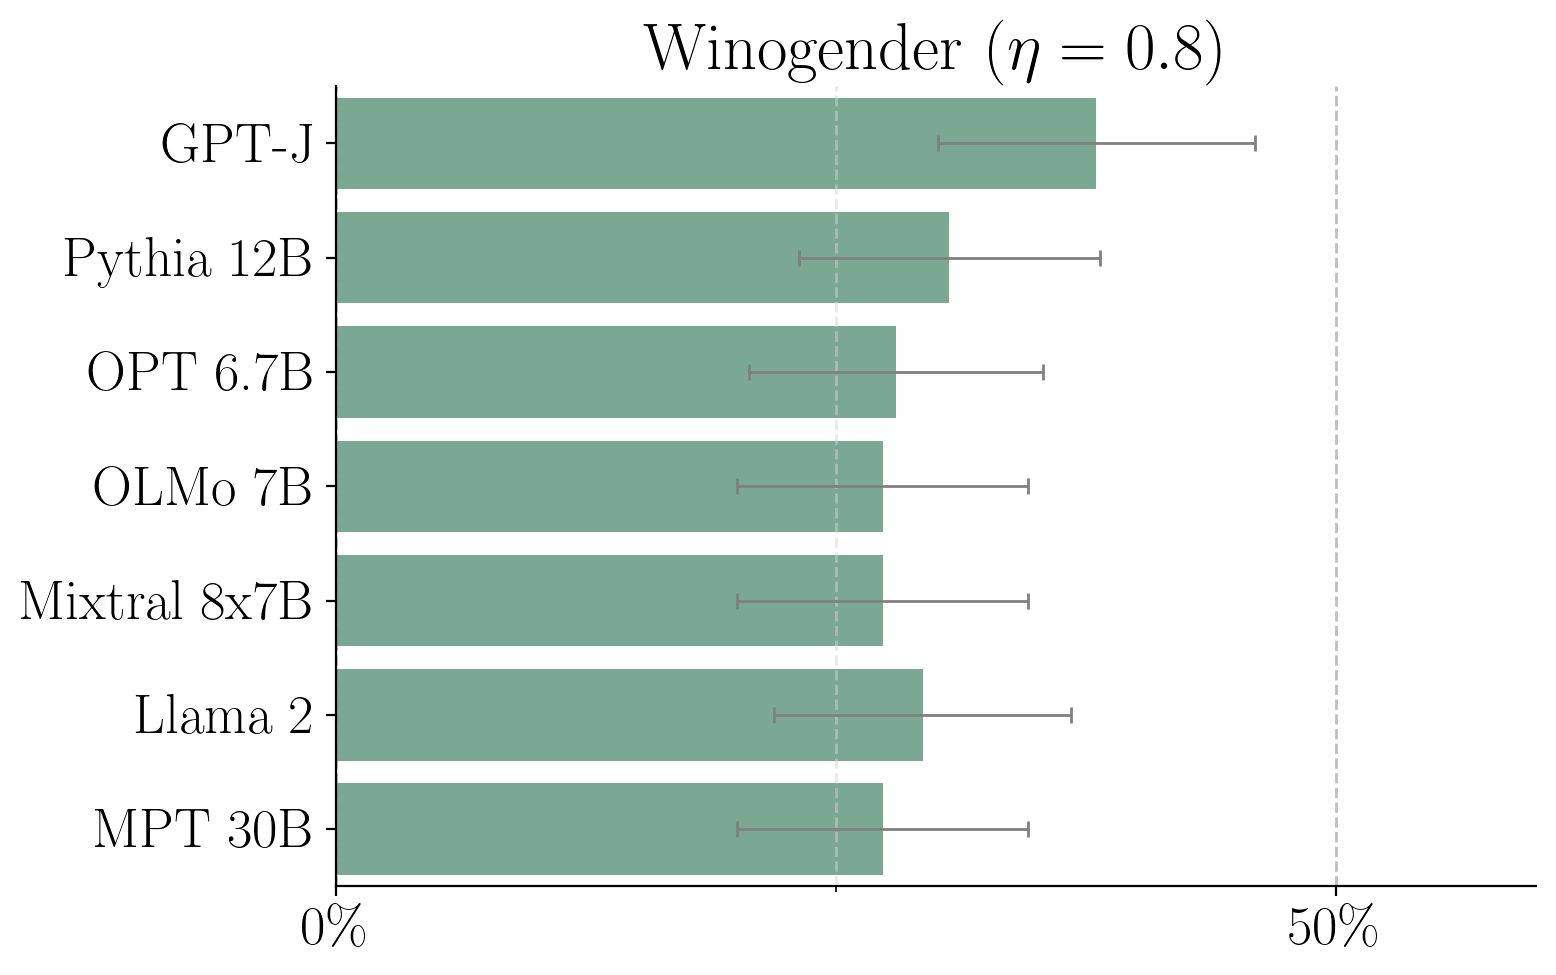 Winogender (η = 0.8)
GPT-J
Pythia 12B
OPT 6.7B
OLMo 7B
Mixtral 8x7B
Llama 2
MPT 30B
0% 50%